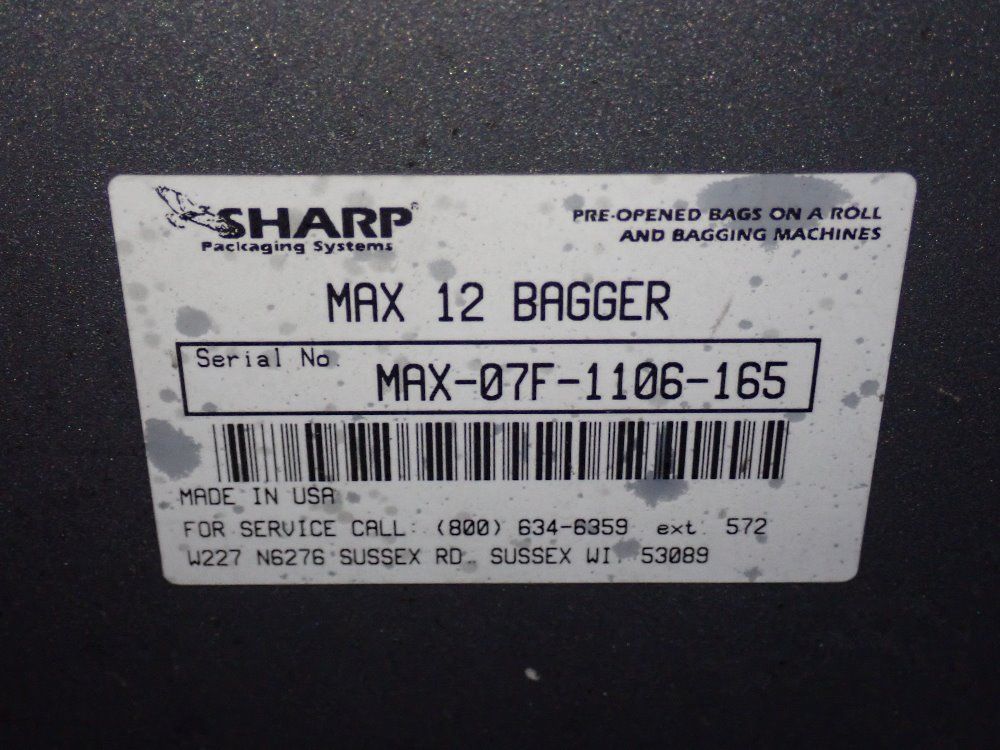 SHARP®
Packaging Systems
PRE-OPENED BAGS ON A ROLL
AND BAGGING MACHINES
MAX 12 BAGGER
Serial No.
MAX-07F-1106-165
MADE IN USA
FOR SERVICE CALL: (800) 634-6359 ext. 572
W227 N6276 SUSSEX RD. SUSSEX WI. 53089